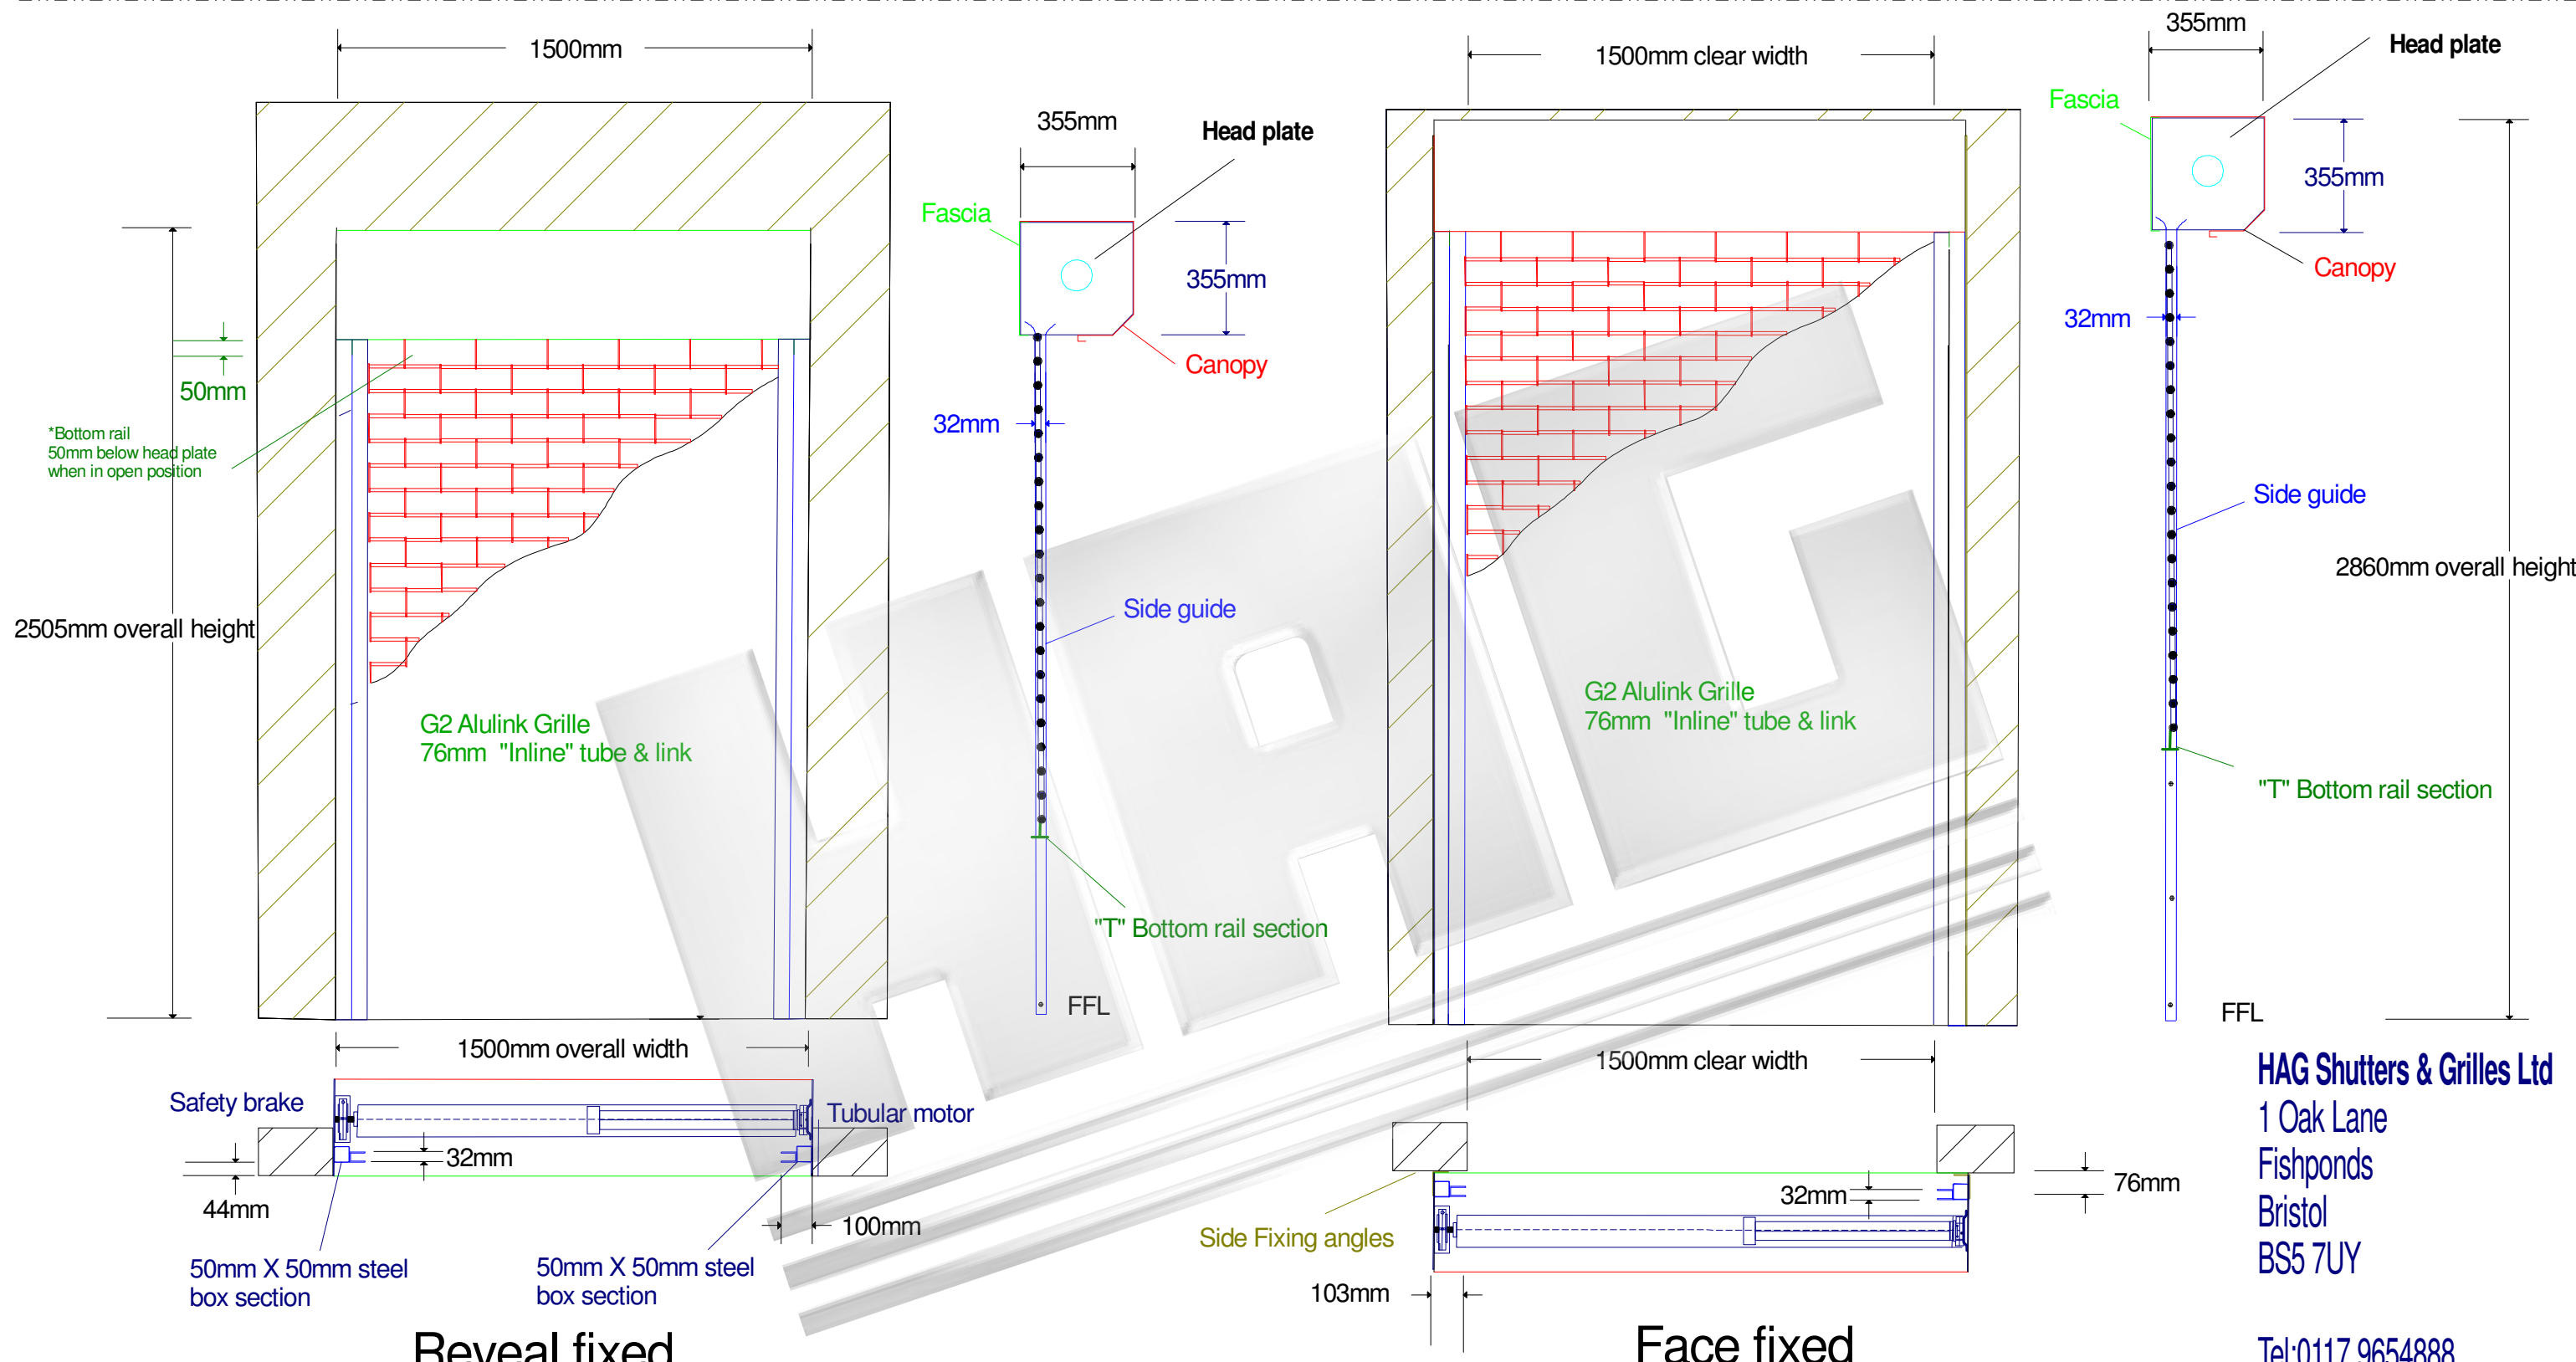 1500mm
355mm
Head plate
Fascia
355mm
Canopy
50mm
*Bottom rail
50mm below head plate
when in open position
32mm
2505mm overall height
Side guide
G2 Alulink Grille
76mm "Inline" tube & link
"T" Bottom rail section
FFL
1500mm overall width
Safety brake
Tubular motor
32mm
44mm
100mm
50mm X 50mm steel
box section
50mm X 50mm steel
box section
Reveal fixed
1500mm clear width
355mm
Head plate
Fascia
355mm
Canopy
32mm
Side guide
2860mm overall height
G2 Alulink Grille
76mm "Inline" tube & link
"T" Bottom rail section
FFL
1500mm clear width
32mm
76mm
Side Fixing angles
103mm
Face fixed
HAG Shutters & Grilles Ltd
1 Oak Lane
Fishponds
Bristol
BS5 7UY
Tel:0117 9654888
HAG